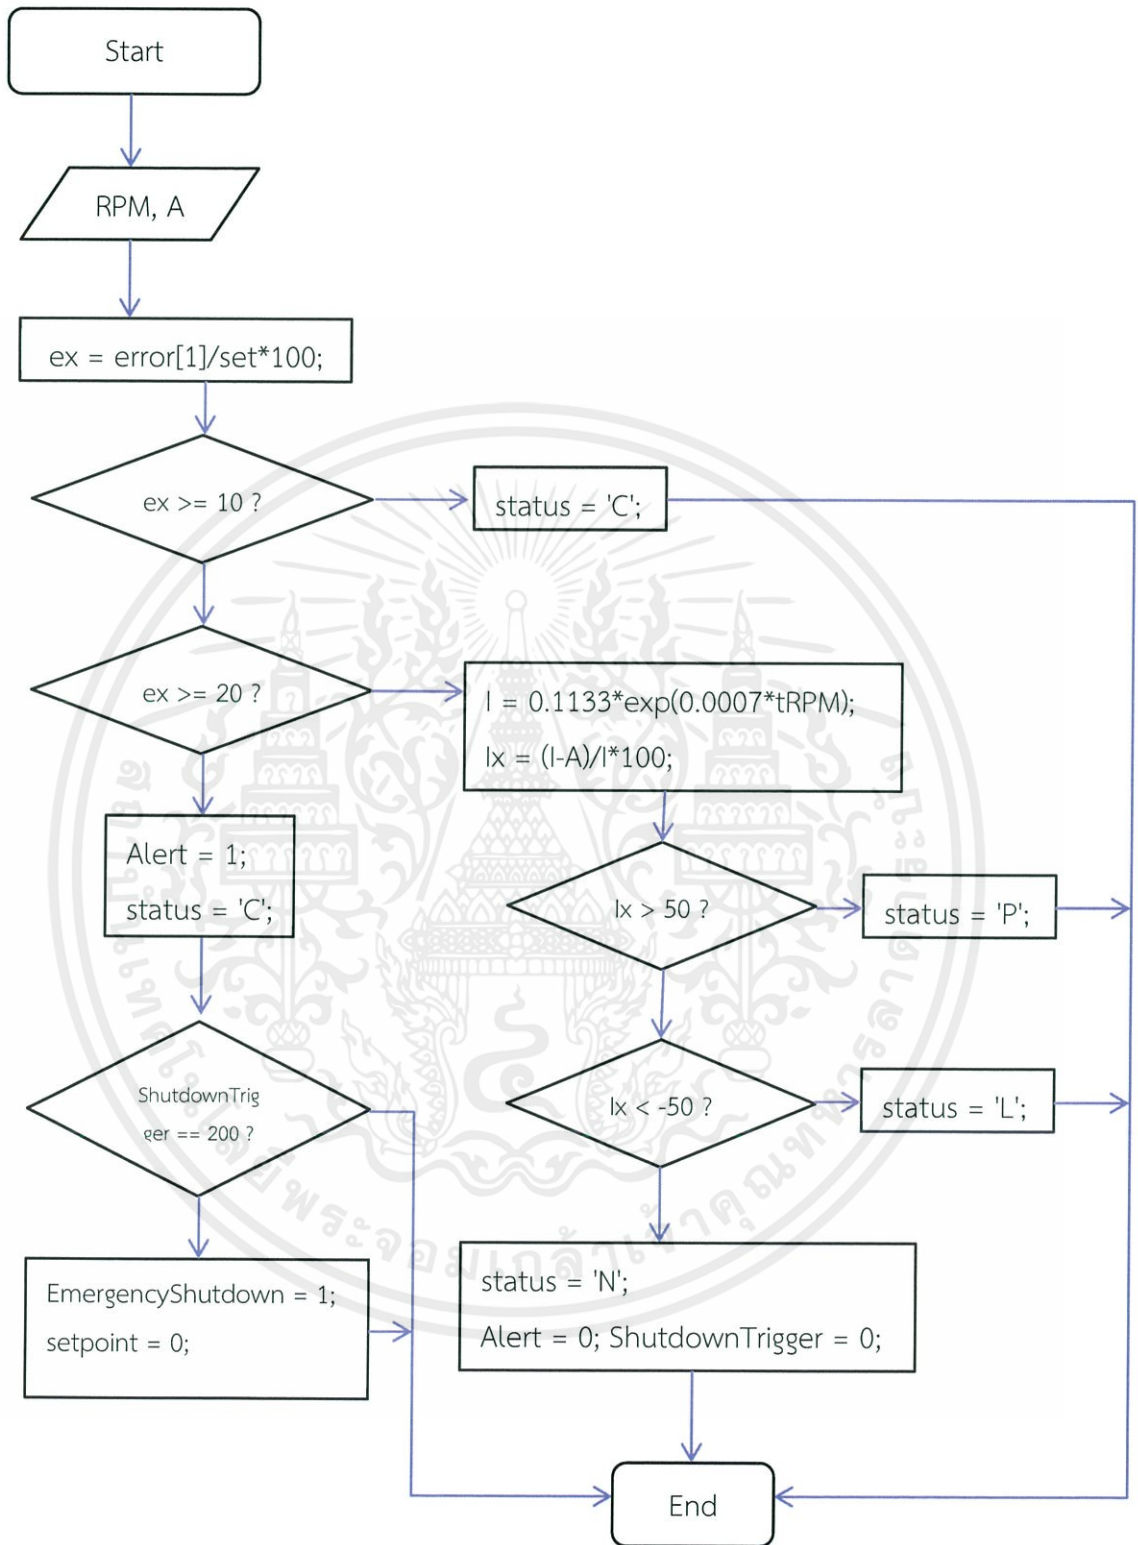 Start
RPM, A
ex = error[1]/set*100;
ex >= 10 ?
status = 'C';
ex >= 20 ?
I = 0.1133*exp(0.0007*tRPM);
Ix = (I-A)/I*100;
Alert = 1;
status = 'C';
Ix > 50 ?
status = 'P';
ShutdownTrig
ger == 200 ?
Ix < -50 ?
status = 'L';
EmergencyShutdown = 1;
setpoint = 0;
status = 'N';
Alert = 0; ShutdownTrigger = 0;
End